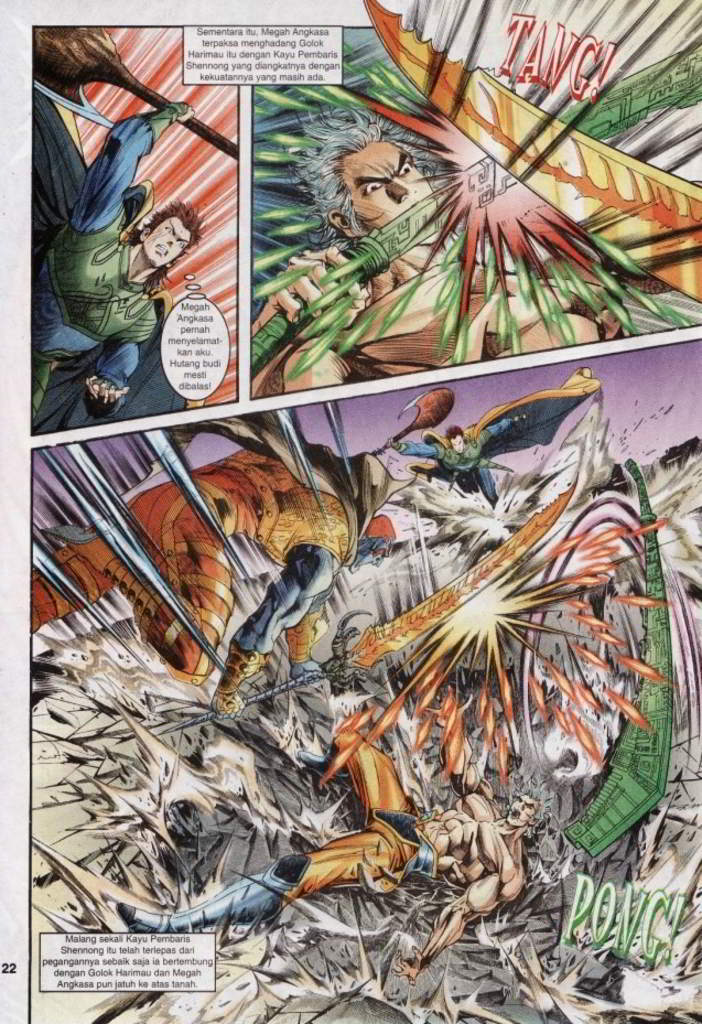 Sementara itu, Megah Angkasa
terpaksa menghadang Golok
Harimau itu dengan Kayu Pembaris
Shennong yang diangkatnya dengan
kekuatannya yang masih ada.
TANG!
Megah
Angkasa
pernah
menyelamat-
kan aku.
Hutang budi
mesti
dibalas!
PONG!
Malang sekali Kayu Pembaris
Shennong itu telah terlepas dari
pegangannya sebaik saja ia bertembung
dengan Golok Harimau dan Megah
Angkasa pun jatuh ke atas tanah.
22